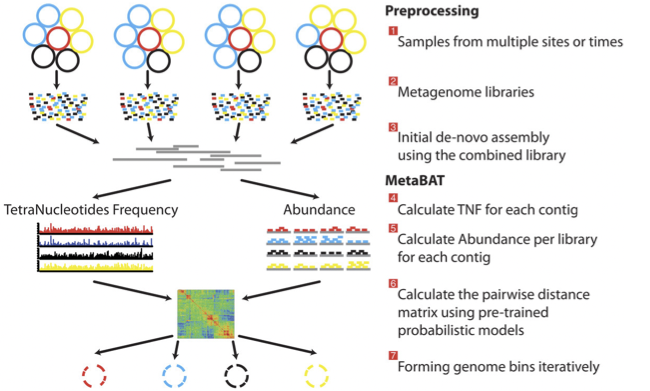 Preprocessing
1 Samples from multiple sites or times
2 Metagenome libraries
3 Initial de-novo assembly
using the combined library
MetaBAT
TetraNucleotides Frequency
Abundance
4 Calculate TNF for each contig
5 Calculate Abundance per library
for each contig
6 Calculate the pairwise distance
matrix using pre-trained
probabilistic models
7 Forming genome bins iteratively